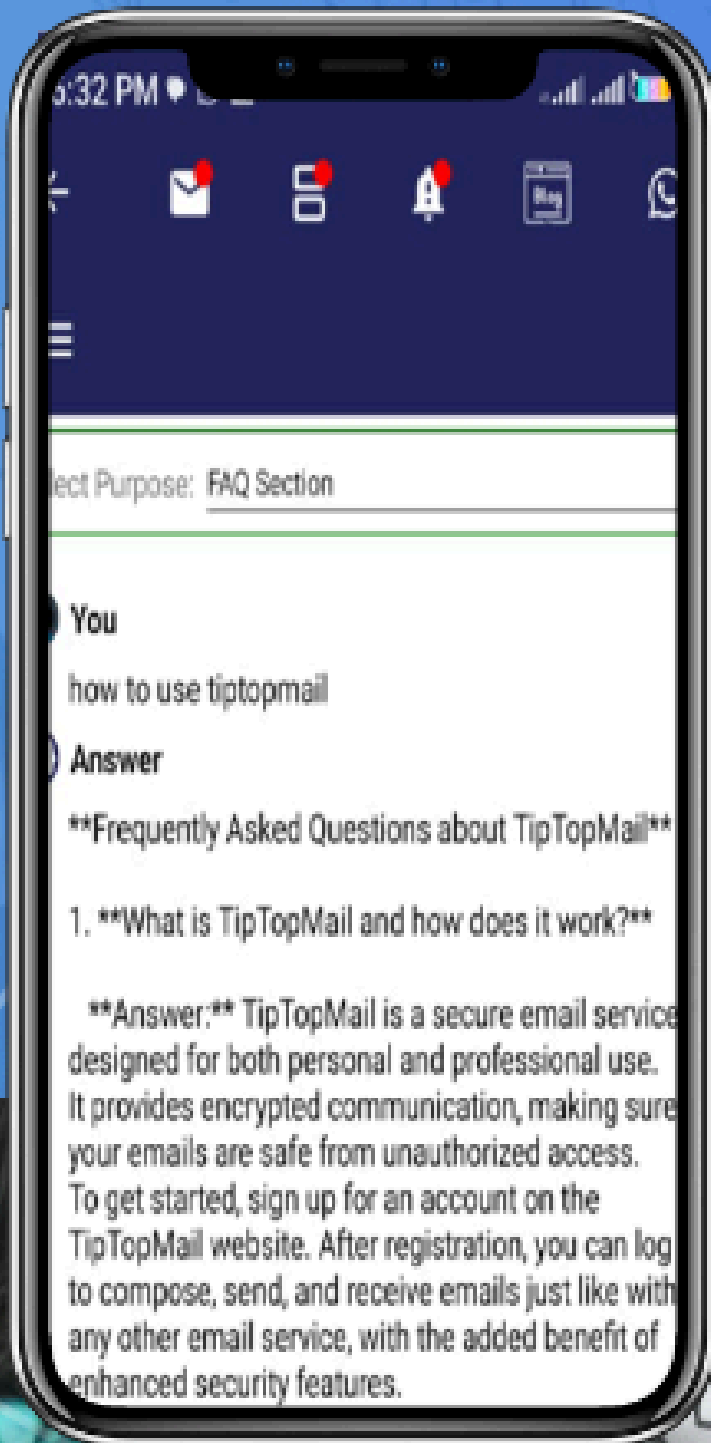 :32 PM
Blog
lect Purpose: FAQ Section
You
how to use tiptopmail
Answer
**Frequently Asked Questions about TipTopMail**
1. **What is TipTopMail and how does it work?**
**Answer:** TipTopMail is a secure email service
designed for both personal and professional use.
It provides encrypted communication, making sure
your emails are safe from unauthorized access.
To get started, sign up for an account on the
TipTopMail website. After registration, you can log
to compose, send, and receive emails just like with
any other email service, with the added benefit of
enhanced security features.